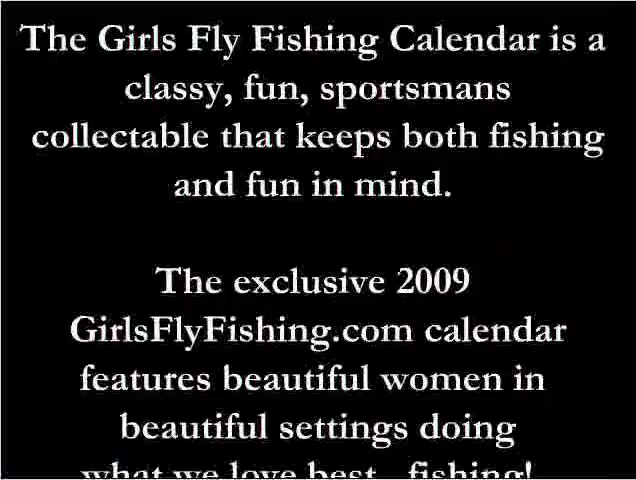 The Girls Fly Fishing Calendar is a
classy, fun, sportsmans
collectable that keeps both fishing
and fun in mind.
The exclusive 2009
GirlsFlyFishing.com calendar
features beautiful women in
beautiful settings doing
what we love best...fishing!